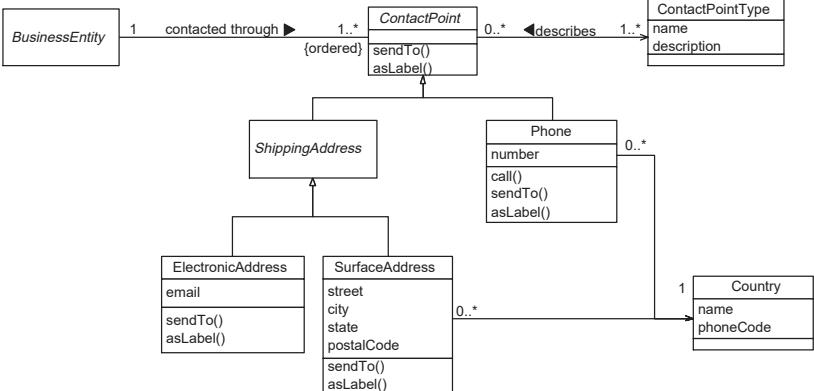 BusinessEntity
1
contacted through ▶
1..*
{ordered}
ContactPoint
sendTo()
asLabel()
0..*
◀describes
1..*
ContactPointType
name
description
ShippingAddress
Phone
number
call()
sendTo()
asLabel()
0..*
ElectronicAddress
email
sendTo()
asLabel()
SurfaceAddress
street
city
state
postalCode
sendTo()
asLabel()
0..*
1
Country
name
phoneCode